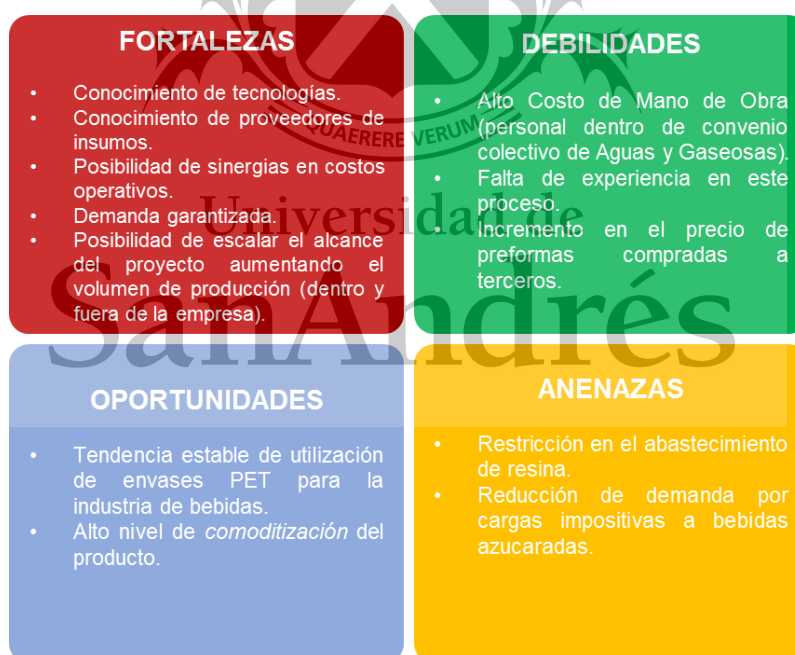 FORTALEZAS
• Conocimiento de tecnologías.
• Conocimiento de proveedores de
insumos.
• Posibilidad de sinergias en costos
operativos.
• Demanda garantizada.
• Posibilidad de escalar el alcance
del proyecto aumentando el
volumen de producción (dentro y
fuera de la empresa).
DEBILIDADES
• Alto Costo de Mano de Obra
(personal dentro de convenio
colectivo de Aguas y Gaseosas).
• Falta de experiencia en este
proceso.
• Incremento en el precio de
preformas compradas a
terceros.
OPORTUNIDADES
• Tendencia estable de utilización
de envases PET para la
industria de bebidas.
• Alto nivel de comoditización del
producto.
ANENAZAS
• Restricción en el abastecimiento
de resina.
• Reducción de demanda por
cargas impositivas a bebidas
azucaradas.
QUAERERE VERUM
Universidad de
SanAndrés